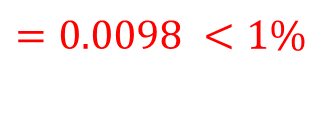 = 0.0098 < 1%